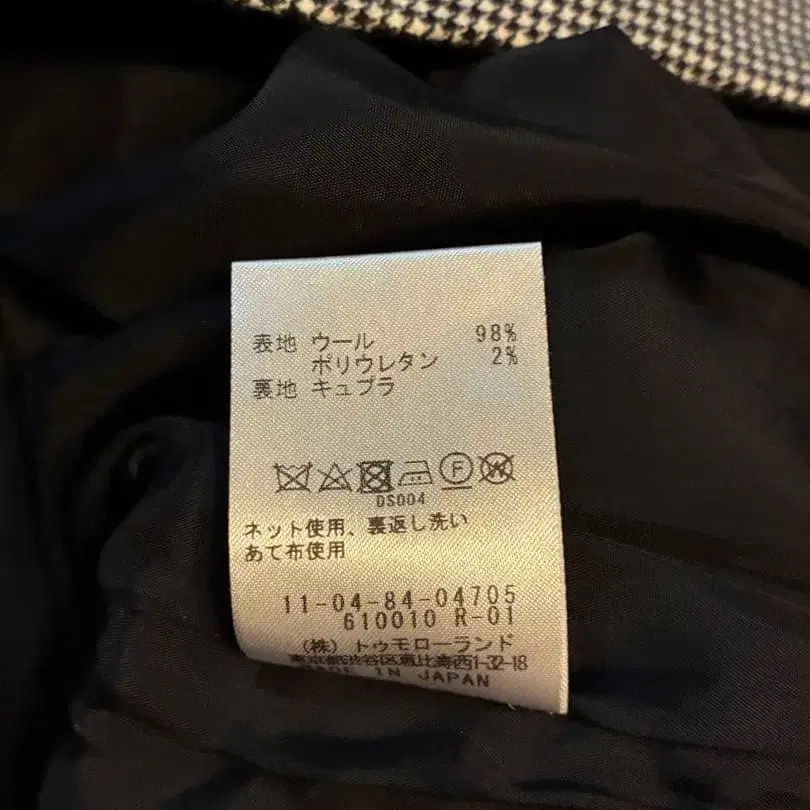 表地 ウール 98%
ポリウレタン 2%
裏地 キュプラ
F W
DS004
ネット使用、裏返し洗い
あて布使用
11-04-84-04705
610010 R-01
(株) トゥモローランド
東京都渋谷区恵比寿西1-32-18
MADE IN JAPAN